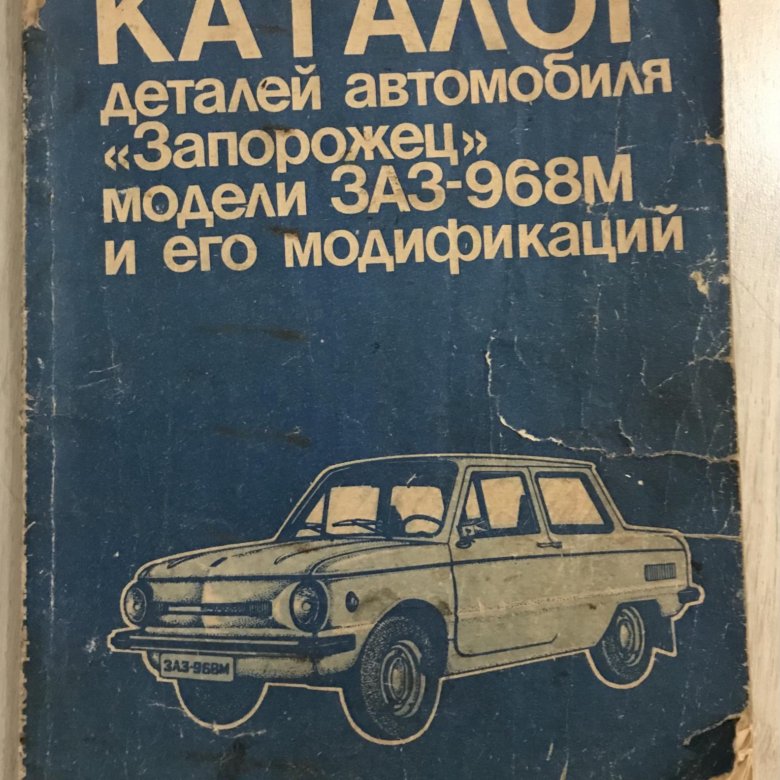 КАТАЛОГ
деталей автомобиля
«Запорожец»
модели ЗАЗ-968М
и его модификаций
ЗАЗ-968М